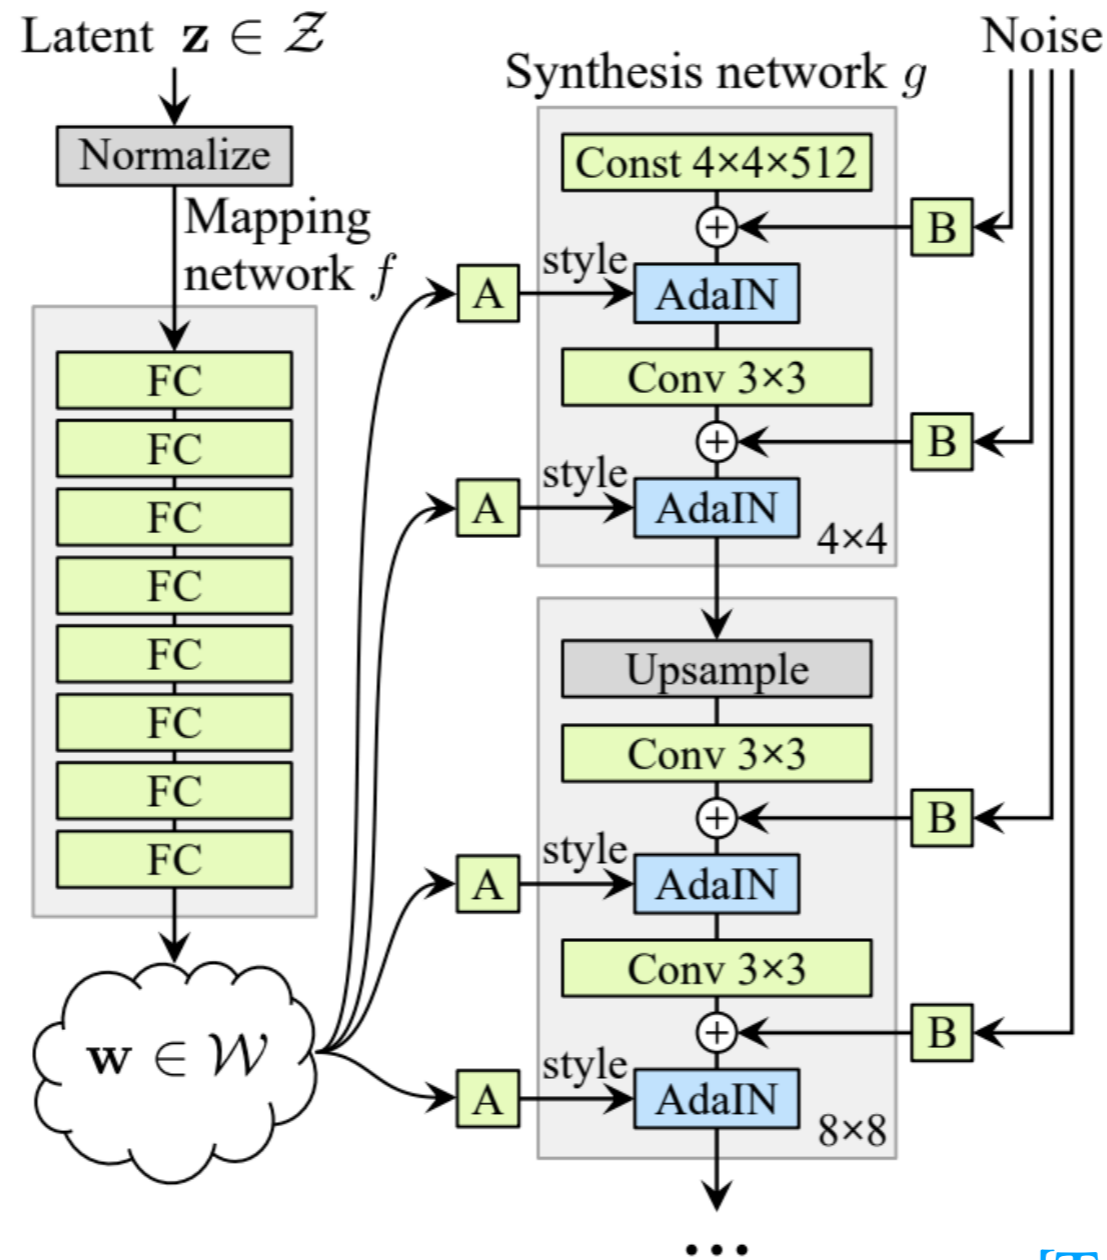 Latent z ∈ 𝒵
Normalize
Mapping
network f
FC
FC
FC
FC
FC
FC
FC
FC
w ∈ 𝒲
Synthesis network g
Noise
Const 4×4×512
+
B
A
style
AdaIN
Conv 3×3
+
B
A
style
AdaIN
4×4
Upsample
Conv 3×3
+
B
A
style
AdaIN
Conv 3×3
+
B
A
style
AdaIN
8×8
...